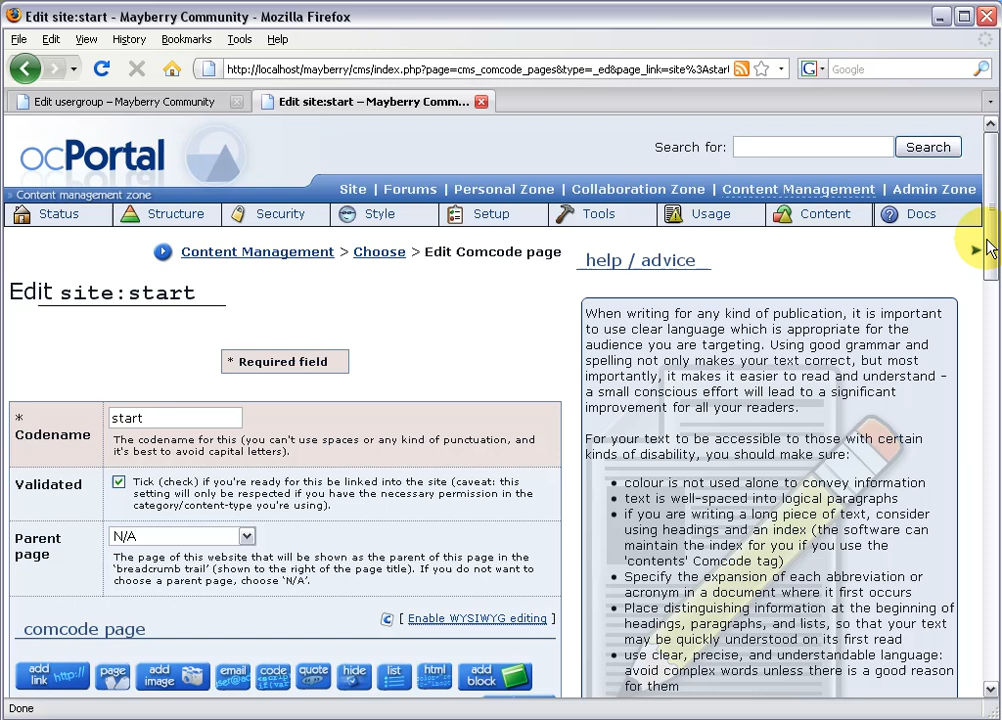 Edit site:start - Mayberry Community - Mozilla Firefox
File Edit View History Bookmarks Tools Help
http://localhost/mayberry/cms/index.php?page=cms_comcode_pages&type=_ed&page_link=site%3Astart
Google
Edit usergroup — Mayberry Community
Edit site:start — Mayberry Comm...
ocPortal
Search for:
Search
» Content management zone
Site | Forums | Personal Zone | Collaboration Zone | Content Management | Admin Zone
Status Structure Security Style Setup Tools Usage Content Docs
Content Management > Choose > Edit Comcode page
Edit site:start
* Required field
*
Codename
start
The codename for this (you can't use spaces or any kind of punctuation, and
it's best to avoid capital letters).
Validated
Tick (check) if you're ready for this be linked into the site (caveat: this
setting will only be respected if you have the necessary permission in the
category/content-type you're using).
Parent
page
N/A
The page of this website that will be shown as the parent of this page in the
'breadcrumb trail' (shown to the right of the page title). If you do not want to
choose a parent page, choose 'N/A'.
[ Enable WYSIWYG editing ]
comcode page
add
link http://
page
add
image
email
code
quote
hide
list
html
add
block
help / advice
When writing for any kind of publication, it is important
to use clear language which is appropriate for the
audience you are targeting. Using good grammar and
spelling not only makes your text correct, but most
importantly, it makes it easier to read and understand –
a small conscious effort will lead to a significant
improvement for all your readers.
For your text to be accessible to those with certain
kinds of disability, you should make sure:
colour is not used alone to convey information
text is well-spaced into logical paragraphs
if you are writing a long piece of text, consider
using headings and an index (the software can
maintain the index for you if you use the
'contents' Comcode tag)
Specify the expansion of each abbreviation or
acronym in a document where it first occurs
Place distinguishing information at the beginning of
headings, paragraphs, and lists, so that your text
may be quickly understood on its first read
use clear, precise, and understandable language:
avoid complex words unless there is a good reason
for them
Done